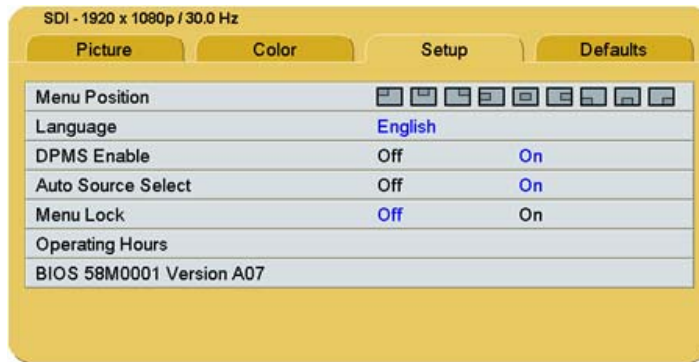 SDI - 1920 x 1080p / 30.0 Hz
Picture Color Setup Defaults
Menu Position
Language English
DPMS Enable Off On
Auto Source Select Off On
Menu Lock Off On
Operating Hours
BIOS 58M0001 Version A07